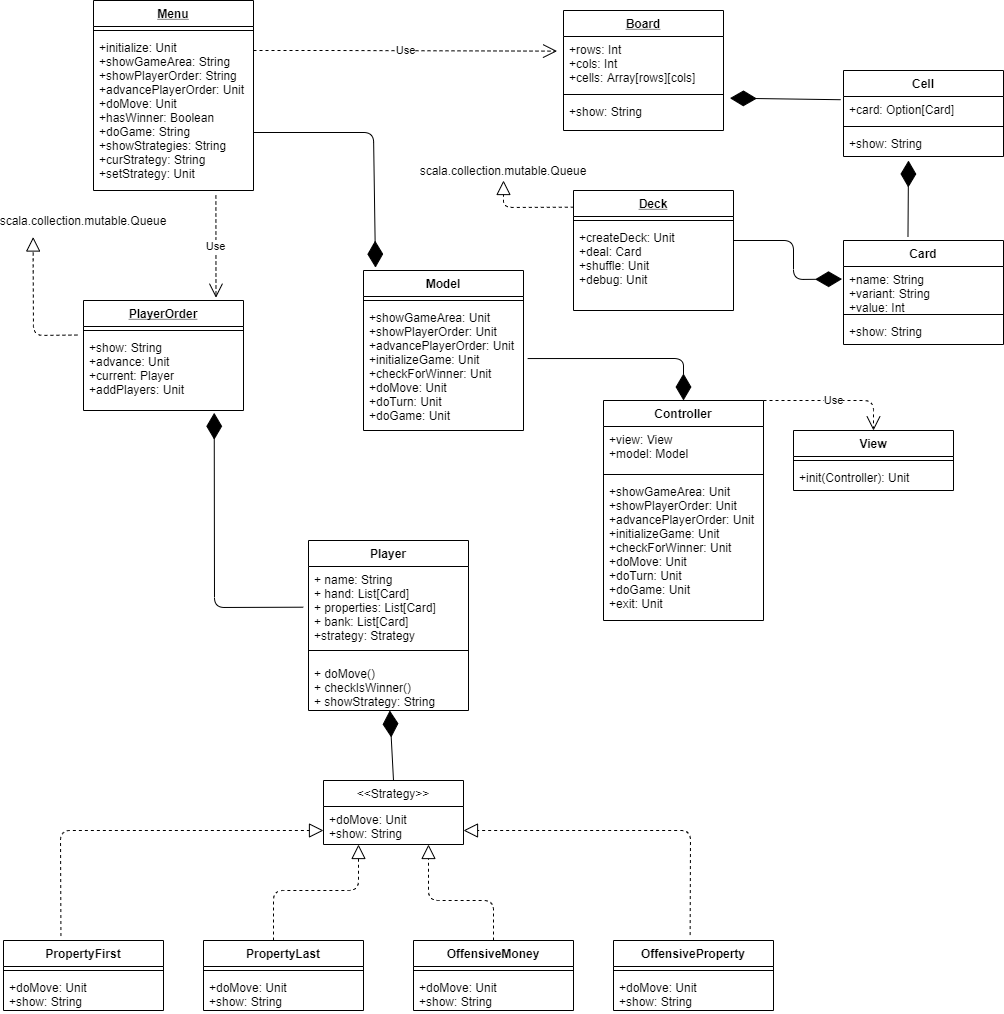 Menu
+initialize: Unit
+showGameArea: String
+showPlayerOrder: String
+advancePlayerOrder: Unit
+doMove: Unit
+hasWinner: Boolean
+doGame: String
+showStrategies: String
+curStrategy: String
+setStrategy: Unit
Use
Board
+rows: Int
+cols: Int
+cells: Array[rows][cols]
+show: String
Cell
+card: Option[Card]
+show: String
scala.collection.mutable.Queue
Deck
+createDeck: Unit
+deal: Card
+shuffle: Unit
+debug: Unit
Card
+name: String
+variant: String
+value: Int
+show: String
scala.collection.mutable.Queue
Use
PlayerOrder
+show: String
+advance: Unit
+current: Player
+addPlayers: Unit
Model
+showGameArea: Unit
+showPlayerOrder: Unit
+advancePlayerOrder: Unit
+initializeGame: Unit
+checkForWinner: Unit
+doMove: Unit
+doTurn: Unit
+doGame: Unit
Controller
+view: View
+model: Model
+showGameArea: Unit
+showPlayerOrder: Unit
+advancePlayerOrder: Unit
+initializeGame: Unit
+checkForWinner: Unit
+doMove: Unit
+doTurn: Unit
+doGame: Unit
+exit: Unit
Use
View
+init(Controller): Unit
Player
+ name: String
+ hand: List[Card]
+ properties: List[Card]
+ bank: List[Card]
+strategy: Strategy
+ doMove()
+ checkIsWinner()
+ showStrategy: String
<<Strategy>>
+doMove: Unit
+show: String
PropertyFirst
+doMove: Unit
+show: String
PropertyLast
+doMove: Unit
+show: String
OffensiveMoney
+doMove: Unit
+show: String
OffensiveProperty
+doMove: Unit
+show: String